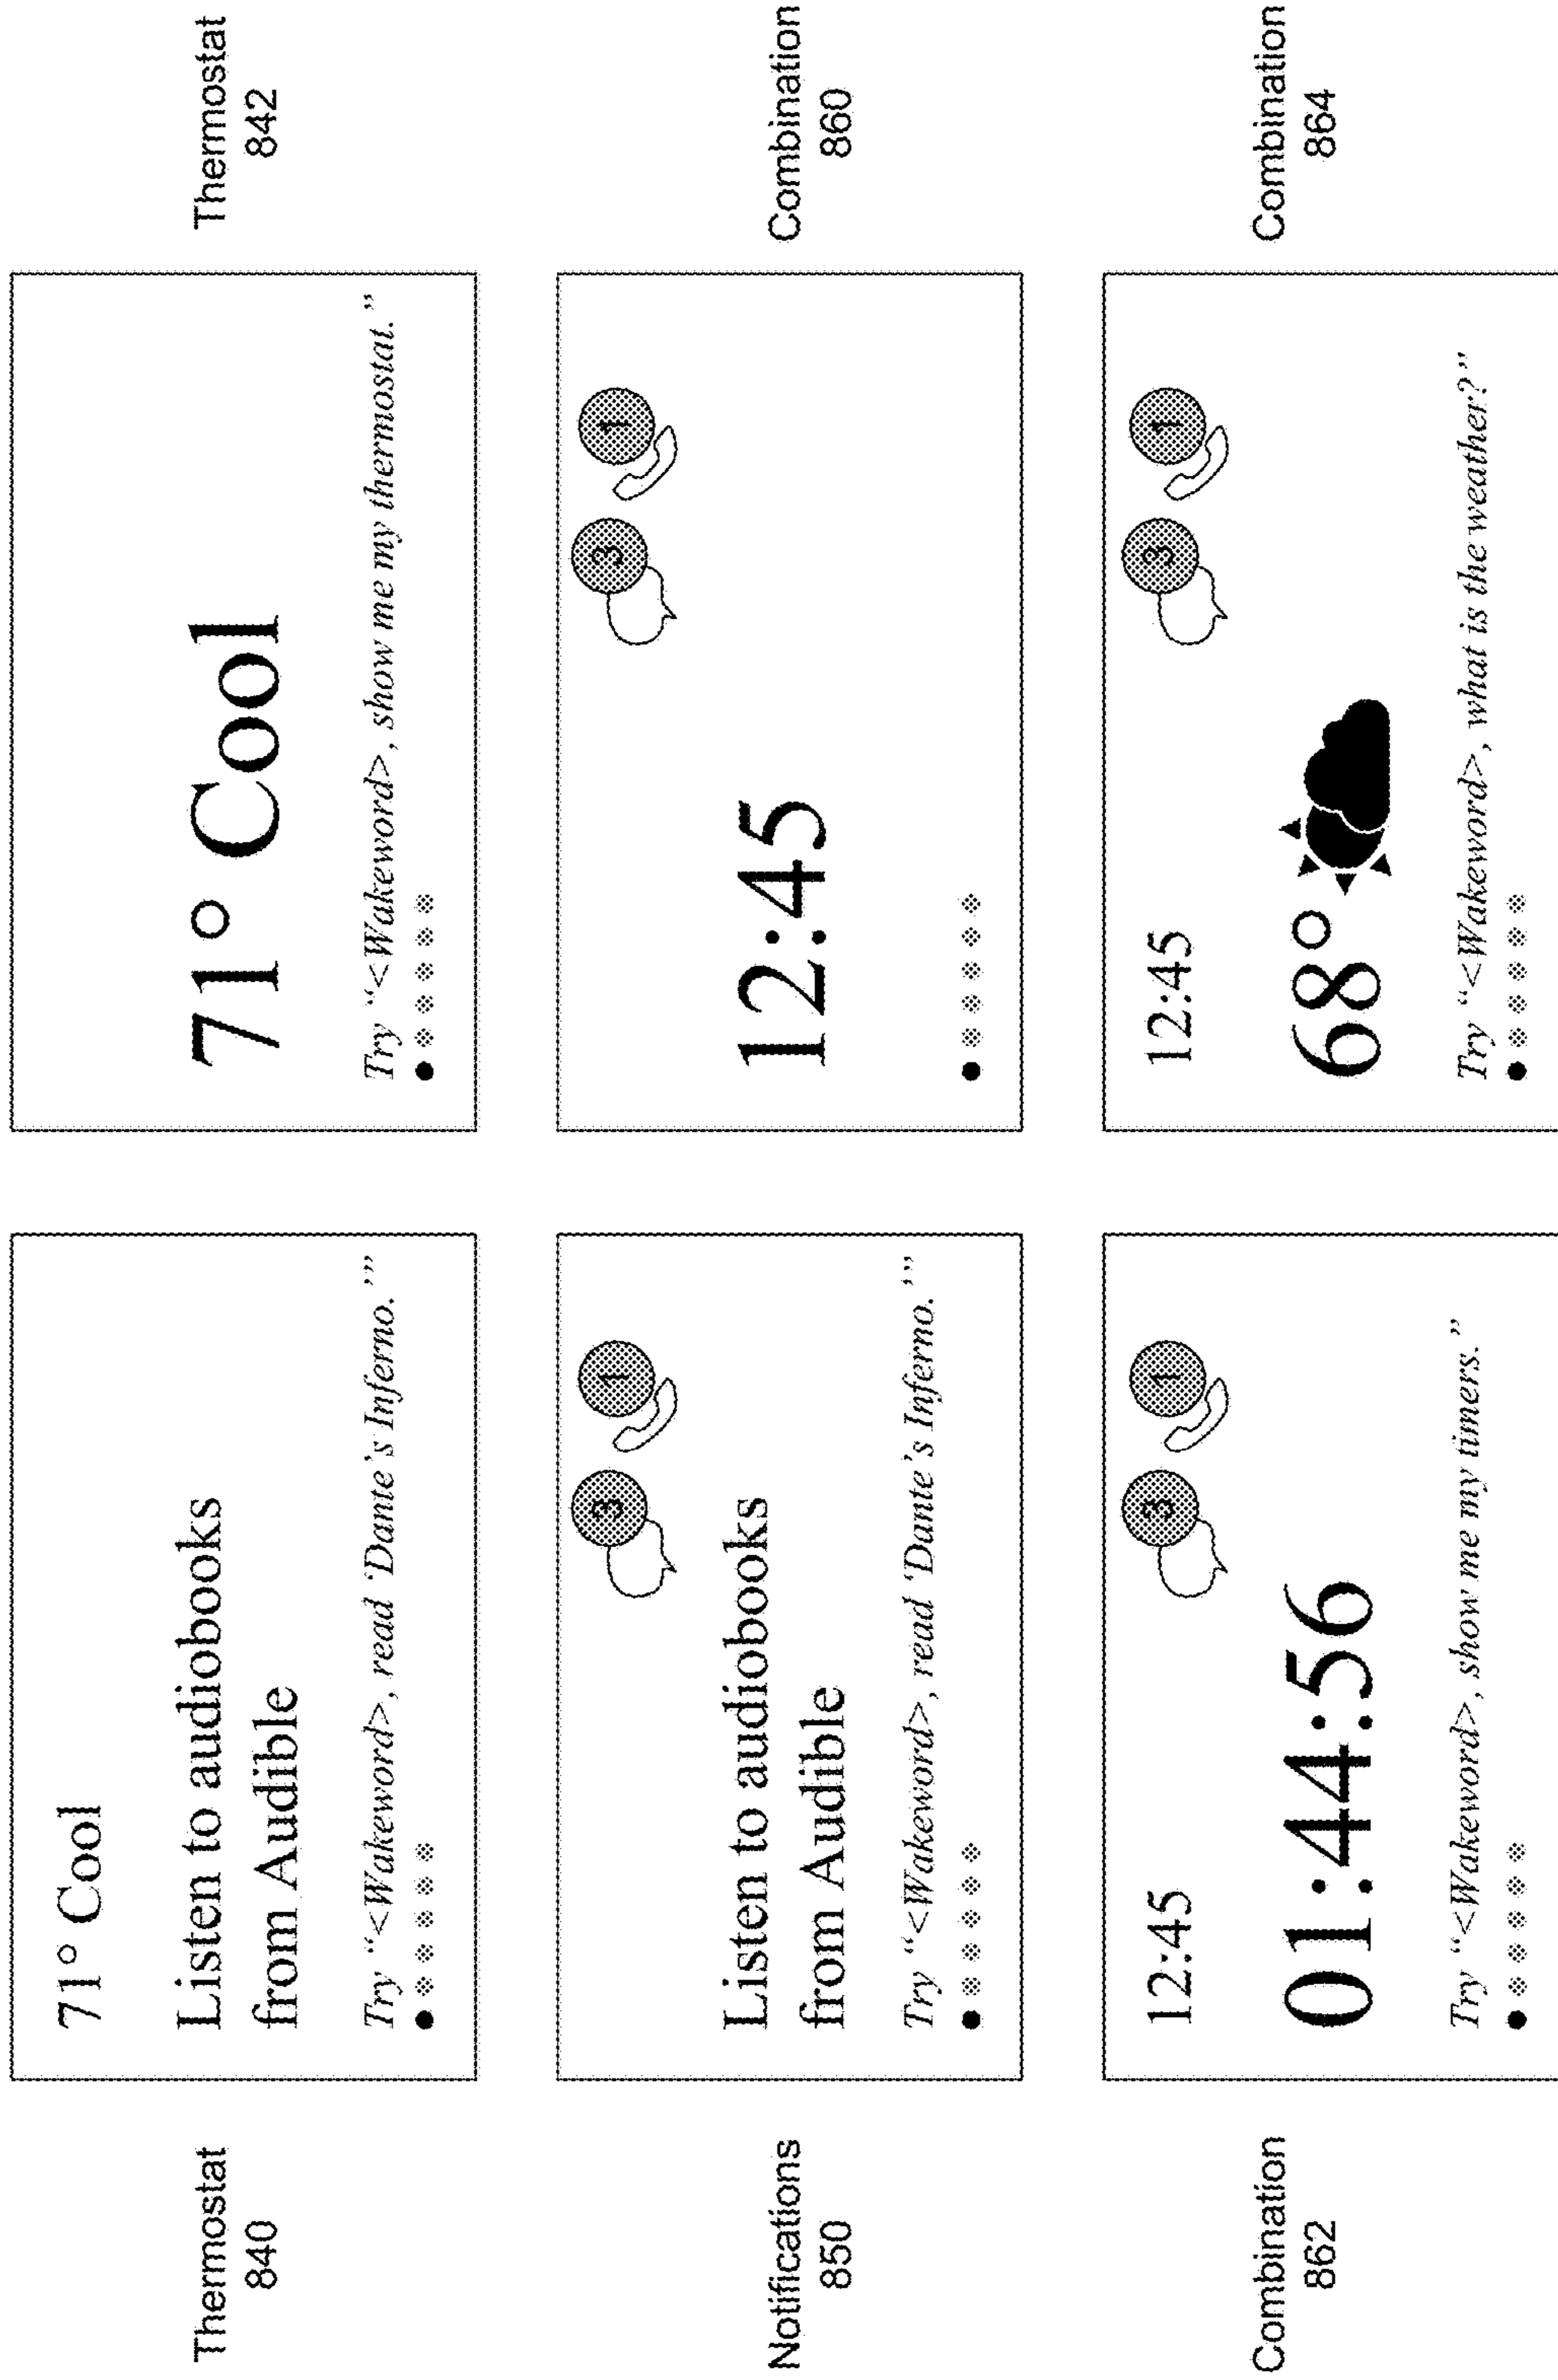 Thermostat
840
71° Cool
Listen to audiobooks
from Audible
Try “<Wakeword>, read ‘Dante’s Inferno.’”
71° Cool
Try “<Wakeword>, show me my thermostat.”
Thermostat
842
Notifications
850
3
1
Listen to audiobooks
from Audible
Try “<Wakeword>, read ‘Dante’s Inferno.’”
3
1
12:45
Combination
860
Combination
862
12:45
3
1
01:44:56
Try “<Wakeword>, show me my timers.”
12:45
3
1
68°
Try “<Wakeword>, what is the weather?”
Combination
864